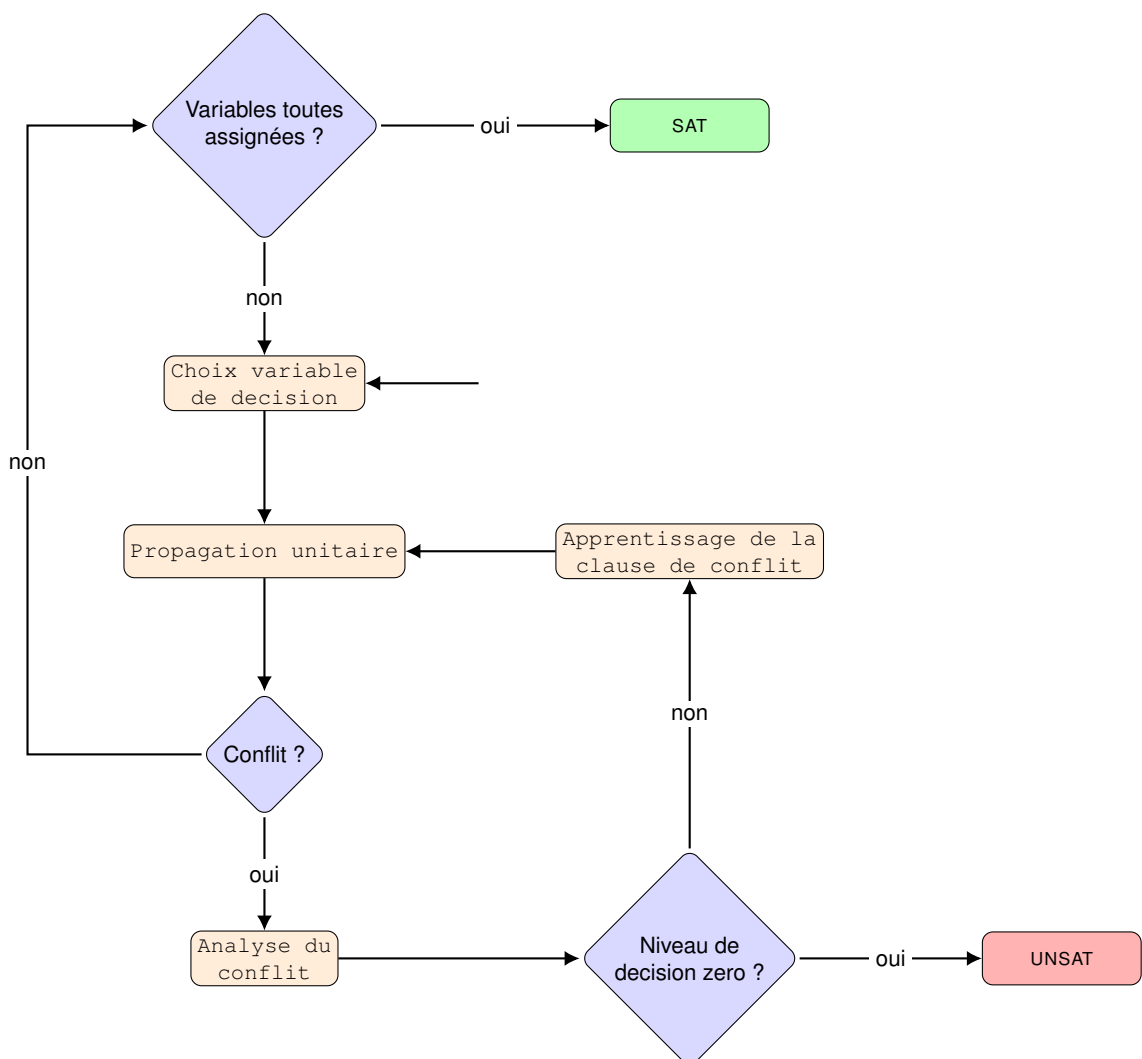 Variables toutes
assignées ?
oui
SAT
non
Choix variable
de decision
non
Propagation unitaire
Apprentissage de la
clause de conflit
non
Conflit ?
oui
Analyse du
conflit
Niveau de
decision zero ?
oui
UNSAT